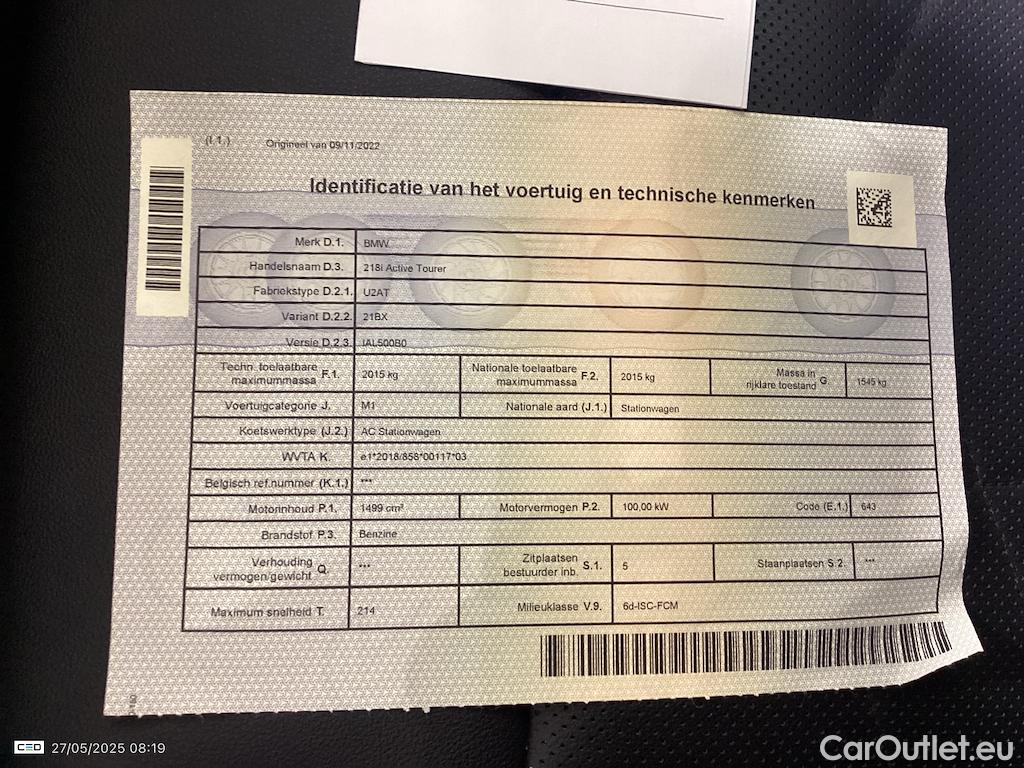 (I.1.) Origineel van 09/11/2022
Identificatie van het voertuig en technische kenmerken
Merk D.1. BMW
Handelsnaam D.3. 218i Active Tourer
Fabriekstype D.2.1. U2AT
Variant D.2.2. 21BX
Versie D.2.3. IAL500B0
Techn. toelaatbare maximummassa F.1. 2015 kg Nationale toelaatbare maximummassa F.2. 2015 kg Massa in rijklare toestand G 1545 kg
Voertuigcategorie J. M1 Nationale aard (J.1.) Stationwagen
Koetswerktype (J.2.) AC Stationwagen
WVTA K. e1*2018/858*00117*03
Belgisch ref.nummer (K.1.) ***
Motorinhoud P.1. 1499 cm³ Motorvermogen P.2. 100,00 kW Code (E.1.) 643
Brandstof P.3. Benzine
Verhouding vermogen/gewicht Q. *** Zitplaatsen bestuurder inb. S.1. 5 Staanplaatsen S.2. ***
Maximum snelheid T. 214 Milieuklasse V.9. 6d-ISC-FCM
CEO 27/05/2025 08:19
CarOutlet.eu